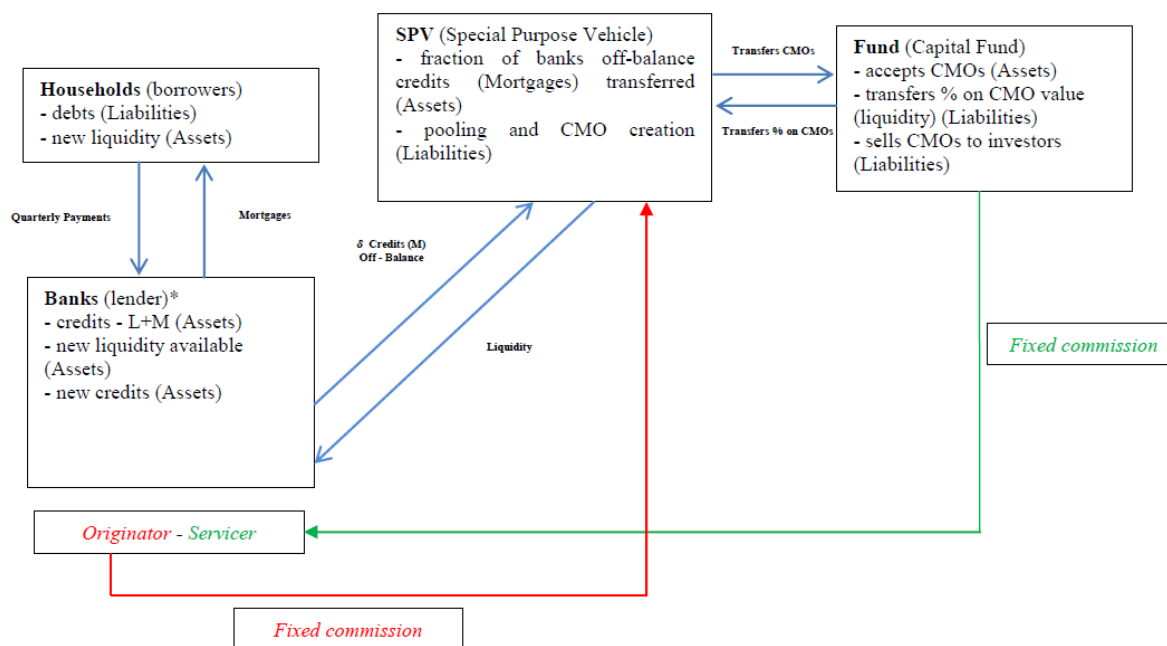 Households (borrowers)
- debts (Liabilities)
- new liquidity (Assets)
SPV (Special Purpose Vehicle)
- fraction of banks off-balance
credits (Mortgages) transferred
(Assets)
- pooling and CMO creation
(Liabilities)
Transfers CMOs
Transfers % on CMOs
Fund (Capital Fund)
- accepts CMOs (Assets)
- transfers % on CMO value
(liquidity) (Liabilities)
- sells CMOs to investors
(Liabilities)
Quarterly Payments
Mortgages
δ Credits (M)
Off - Balance
Liquidity
Banks (lender)*
- credits - L+M (Assets)
- new liquidity available
(Assets)
- new credits (Assets)
Fixed commission
Originator - Servicer
Fixed commission